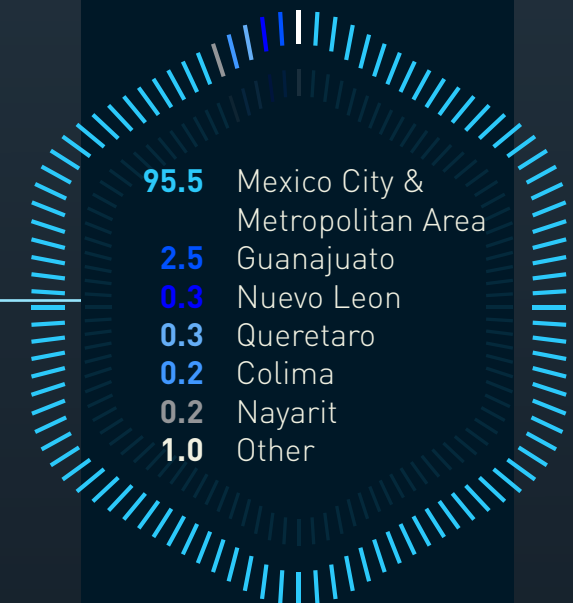 95.5 Mexico City &
Metropolitan Area
2.5 Guanajuato
0.3 Nuevo Leon
0.3 Queretaro
0.2 Colima
0.2 Nayarit
1.0 Other